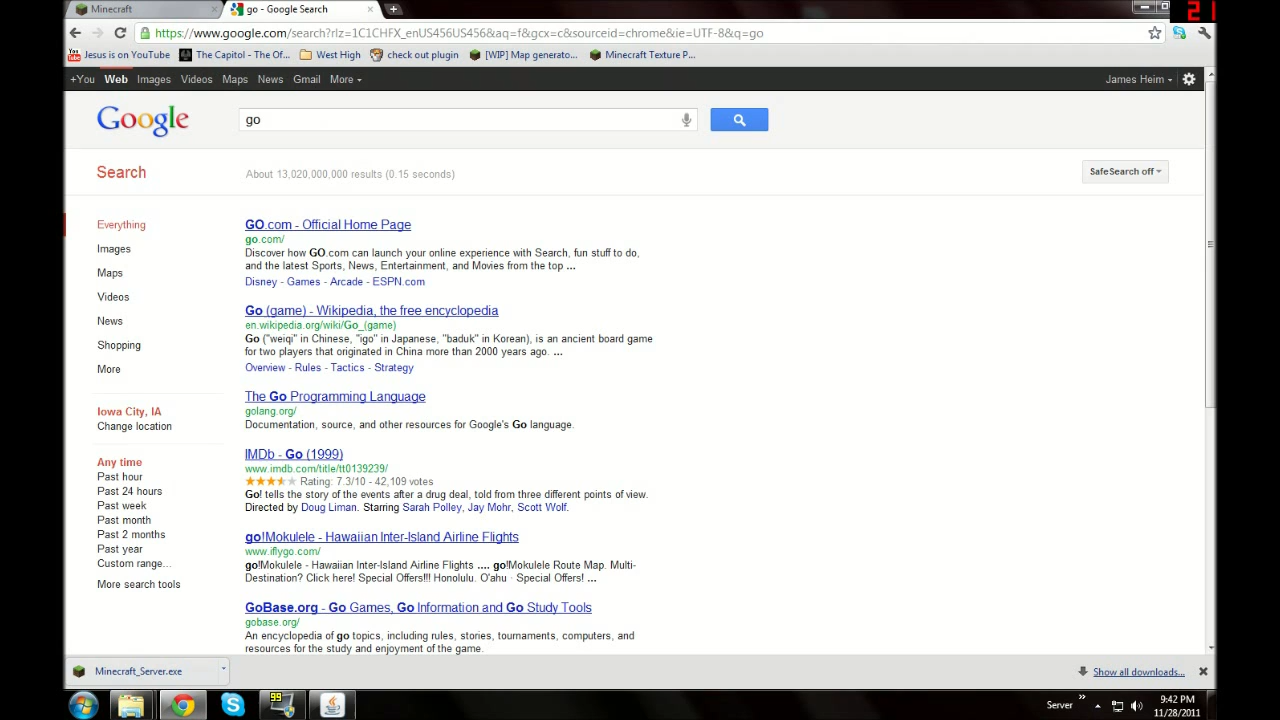 Minecraft
go - Google Search
21
https://www.google.com/search?rlz=1C1CHFX_enUS456US456&aq=f&gcx=c&sourceid=chrome&ie=UTF-8&q=go
You Tube Jesus is on YouTube
The Capitol - The Of...
West High
check out plugin
[WIP] Map generato...
Minecraft Texture P...
+You Web Images Videos Maps News Gmail More
James Heim
Google
go
Search
About 13,020,000,000 results (0.15 seconds)
SafeSearch off
Everything
Images
Maps
Videos
News
Shopping
More
Iowa City, IA
Change location
Any time
Past hour
Past 24 hours
Past week
Past month
Past 2 months
Past year
Custom range...
More search tools
GO.com - Official Home Page
go.com/
Discover how GO.com can launch your online experience with Search, fun stuff to do,
and the latest Sports, News, Entertainment, and Movies from the top ...
Disney - Games - Arcade - ESPN.com
Go (game) - Wikipedia, the free encyclopedia
en.wikipedia.org/wiki/Go_(game)
Go ("weiqi" in Chinese, "igo" in Japanese, "baduk" in Korean), is an ancient board game
for two players that originated in China more than 2000 years ago. ...
Overview - Rules - Tactics - Strategy
The Go Programming Language
golang.org/
Documentation, source, and other resources for Google's Go language.
IMDb - Go (1999)
www.imdb.com/title/tt0139239/
Rating: 7.3/10 - 42,109 votes
Go! tells the story of the events after a drug deal, told from three different points of view.
Directed by Doug Liman. Starring Sarah Polley, Jay Mohr, Scott Wolf.
go!Mokulele - Hawaiian Inter-Island Airline Flights
www.iflygo.com/
go!Mokulele - Hawaiian Inter-Island Airline Flights .... go!Mokulele Route Map. Multi-
Destination? Click here! Special Offers!!! Honolulu. O'ahu · Special Offers! ...
GoBase.org - Go Games, Go Information and Go Study Tools
gobase.org/
An encyclopedia of go topics, including rules, stories, tournaments, computers, and
resources for the study and enjoyment of the game.
Minecraft_Server.exe
Show all downloads...
99
Server
9:42 PM
11/28/2011